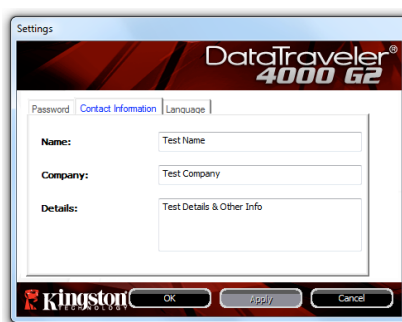 Settings
DataTraveler®
4000 G2
Password Contact Information Language
Name: Test Name
Company: Test Company
Details: Test Details & Other Info
Kingston
TECHNOLOGY
OK Apply Cancel